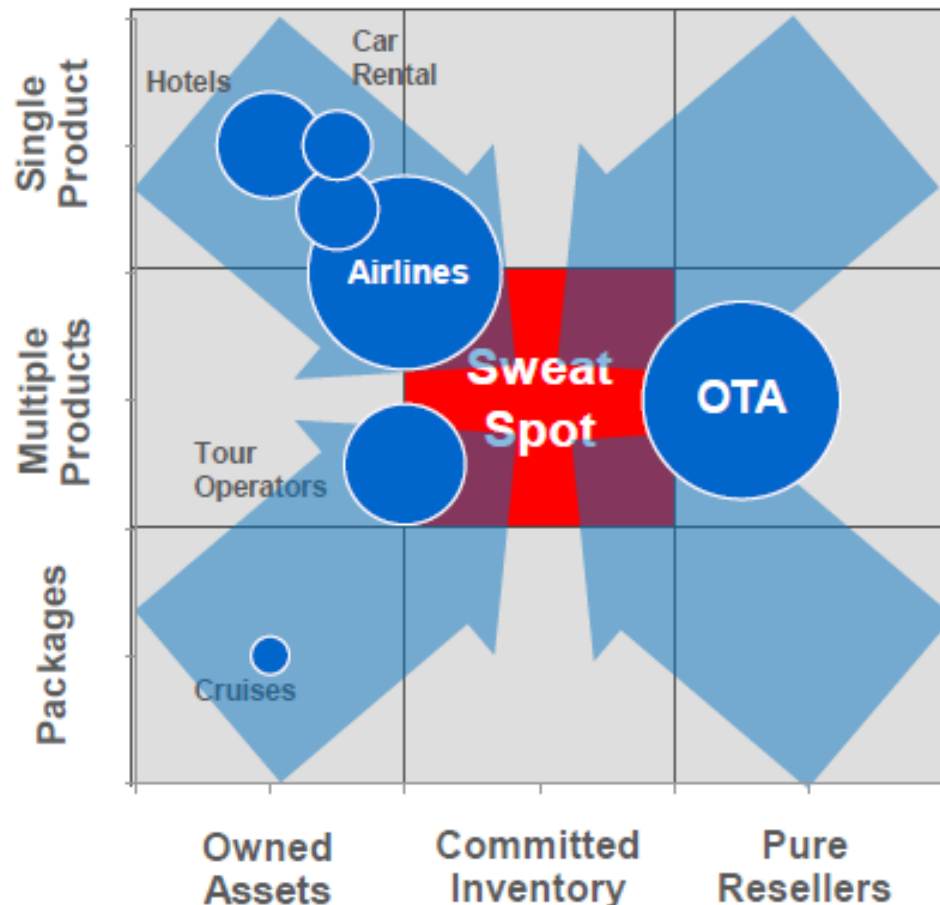 Single
Product
Multiple
Products
Packages
Hotels
Car
Rental
Airlines
Sweat
Spot
OTA
Tour
Operators
Cruises
Owned
Assets
Committed
Inventory
Pure
Resellers